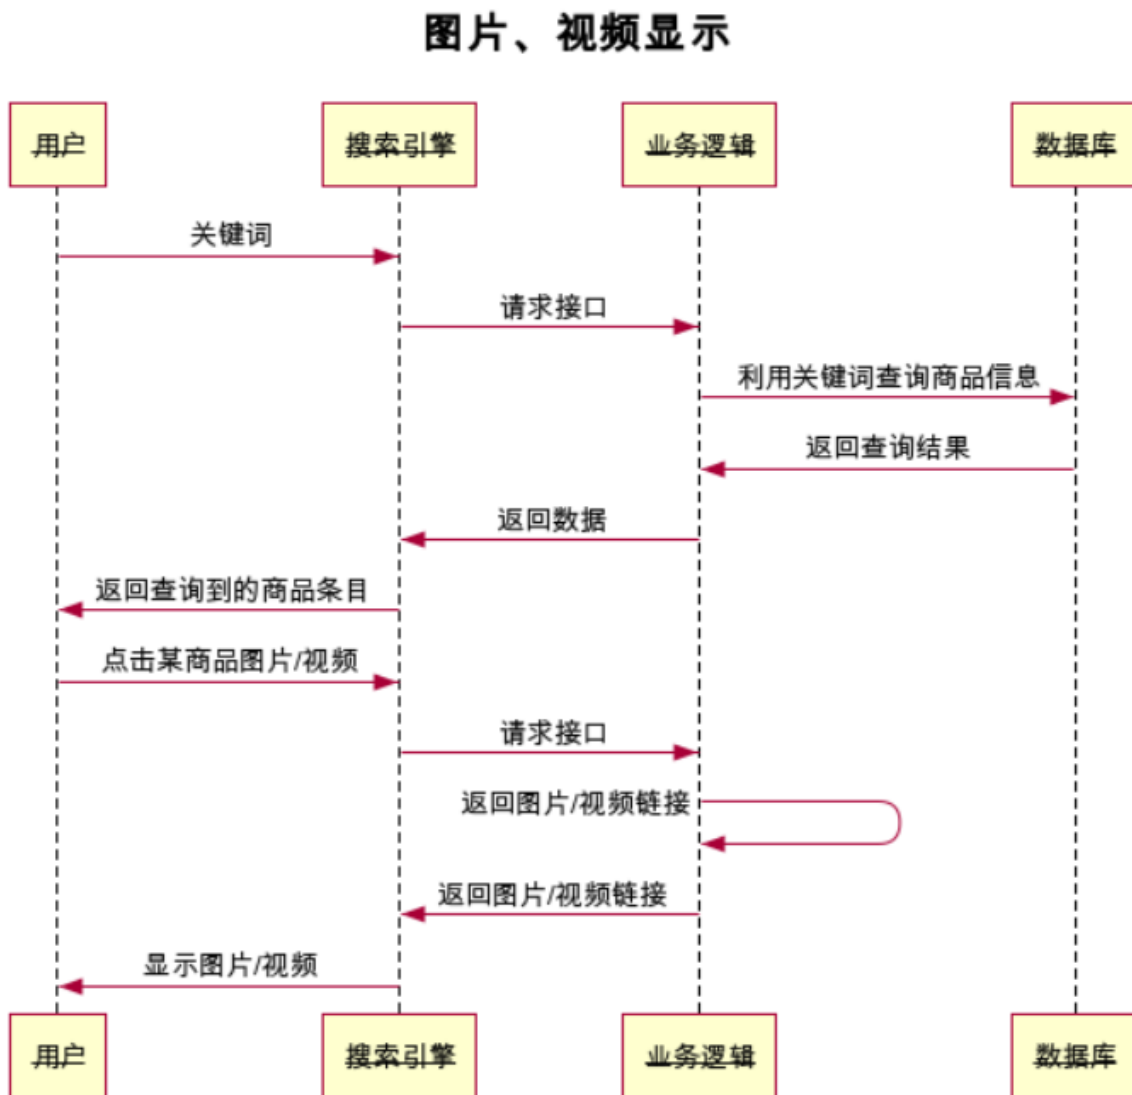 图片、视频显示
用户 搜索引擎 业务逻辑 数据库
关键词
请求接口
利用关键词查询商品信息
返回查询结果
返回数据
返回查询到的商品条目
点击某商品图片/视频
请求接口
返回图片/视频链接
返回图片/视频链接
显示图片/视频
用户 搜索引擎 业务逻辑 数据库